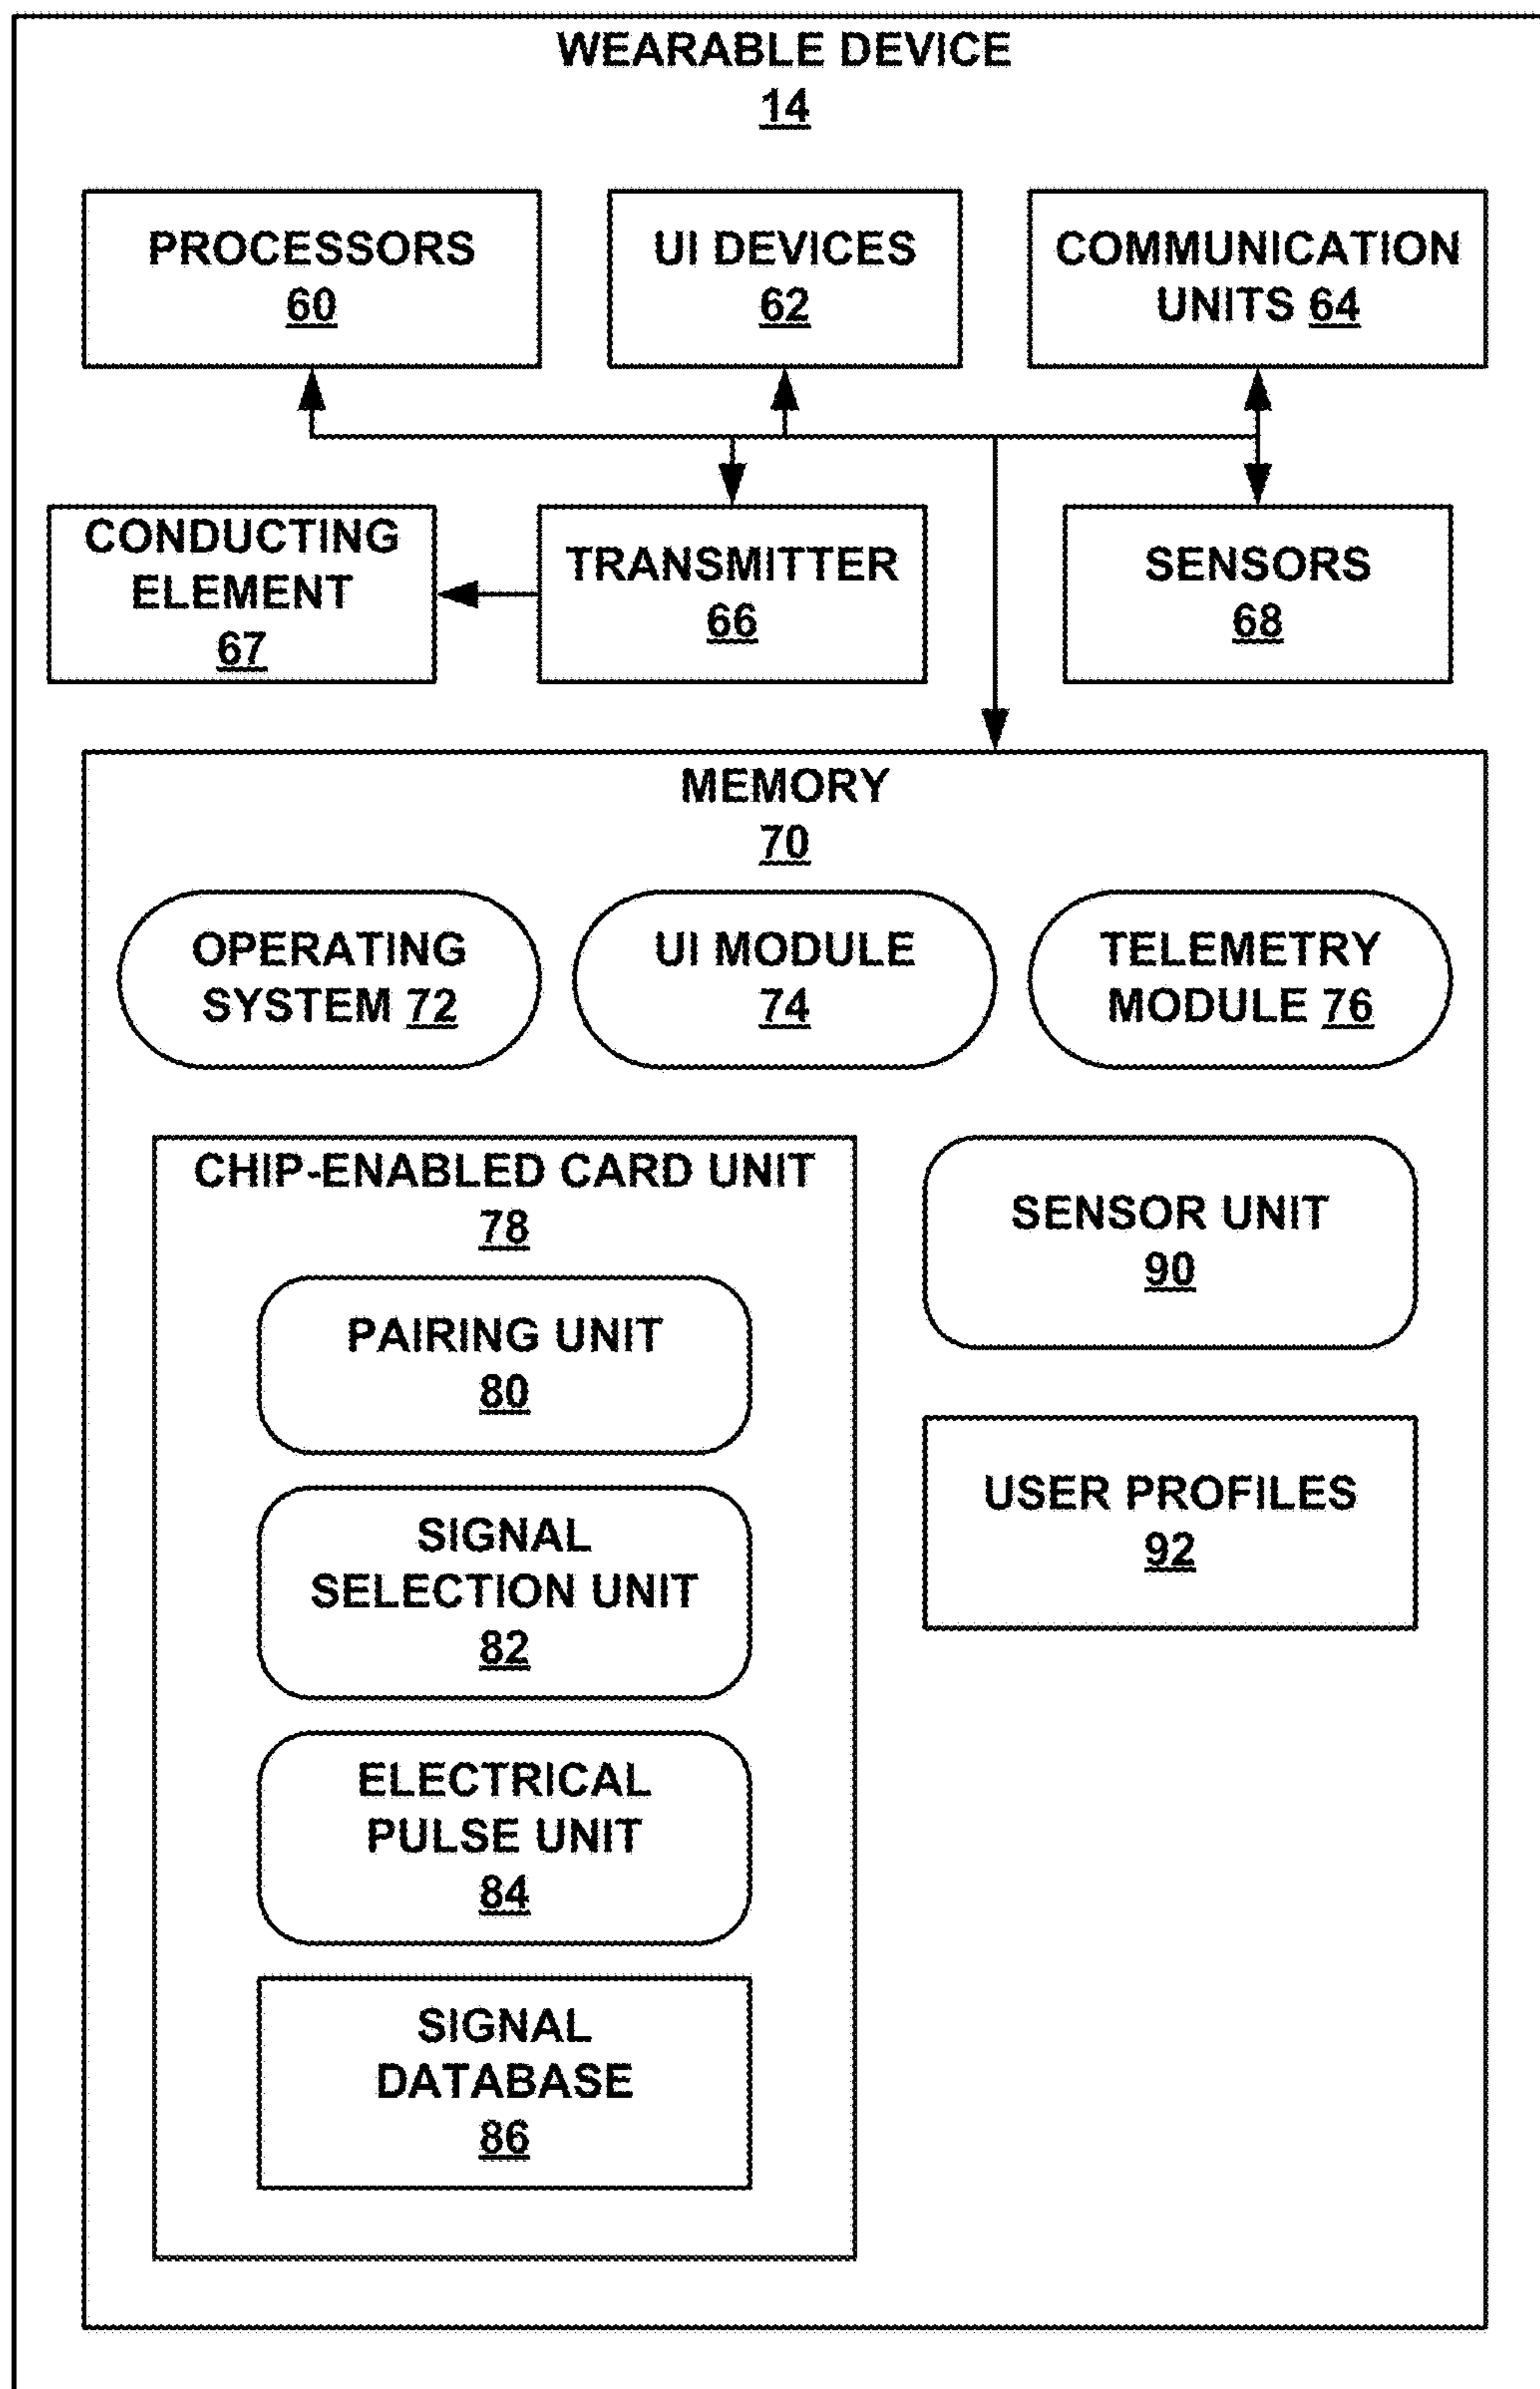 WEARABLE DEVICE
14
PROCESSORS
60
UI DEVICES
62
COMMUNICATION
UNITS 64
CONDUCTING
ELEMENT
67
TRANSMITTER
66
SENSORS
68
MEMORY
70
OPERATING
SYSTEM 72
UI MODULE
74
TELEMETRY
MODULE 76
CHIP-ENABLED CARD UNIT
78
PAIRING UNIT
80
SIGNAL
SELECTION UNIT
82
ELECTRICAL
PULSE UNIT
84
SIGNAL
DATABASE
86
SENSOR UNIT
90
USER PROFILES
92